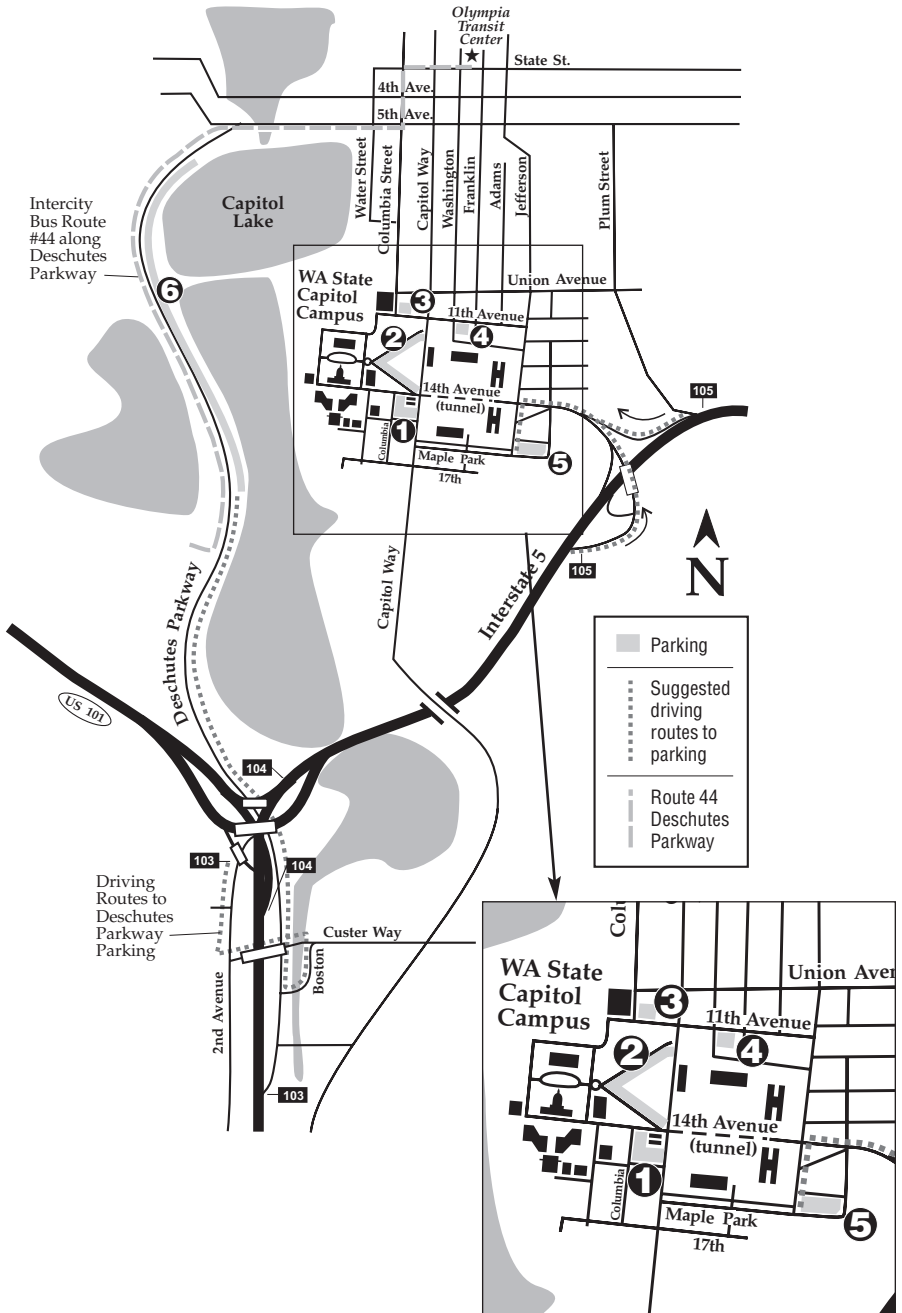 Olympia
Transit
Center
State St.
4th Ave.
5th Ave.
Water Street
Columbia Street
Capitol Way
Washington
Franklin
Adams
Jefferson
Plum Street
Capitol
Lake
Intercity
Bus Route
#44 along
Deschutes
Parkway
6
WA State
Capitol
Campus
Union Avenue
3
11th Avenue
2
4
14th Avenue
(tunnel)
105
1
Columbia
Maple Park
17th
5
105
N
Capitol Way
Interstate 5
Deschutes Parkway
US 101
Parking
Suggested
driving
routes to
parking
Route 44
Deschutes
Parkway
104
103
104
Driving
Routes to
Deschutes
Parkway
Parking
Custer Way
Boston
2nd Avenue
103
Colu
WA State
Capitol
Campus
Union Aven
3
11th Avenue
2
4
14th Avenue
(tunnel)
1
Columbia
Maple Park
17th
5